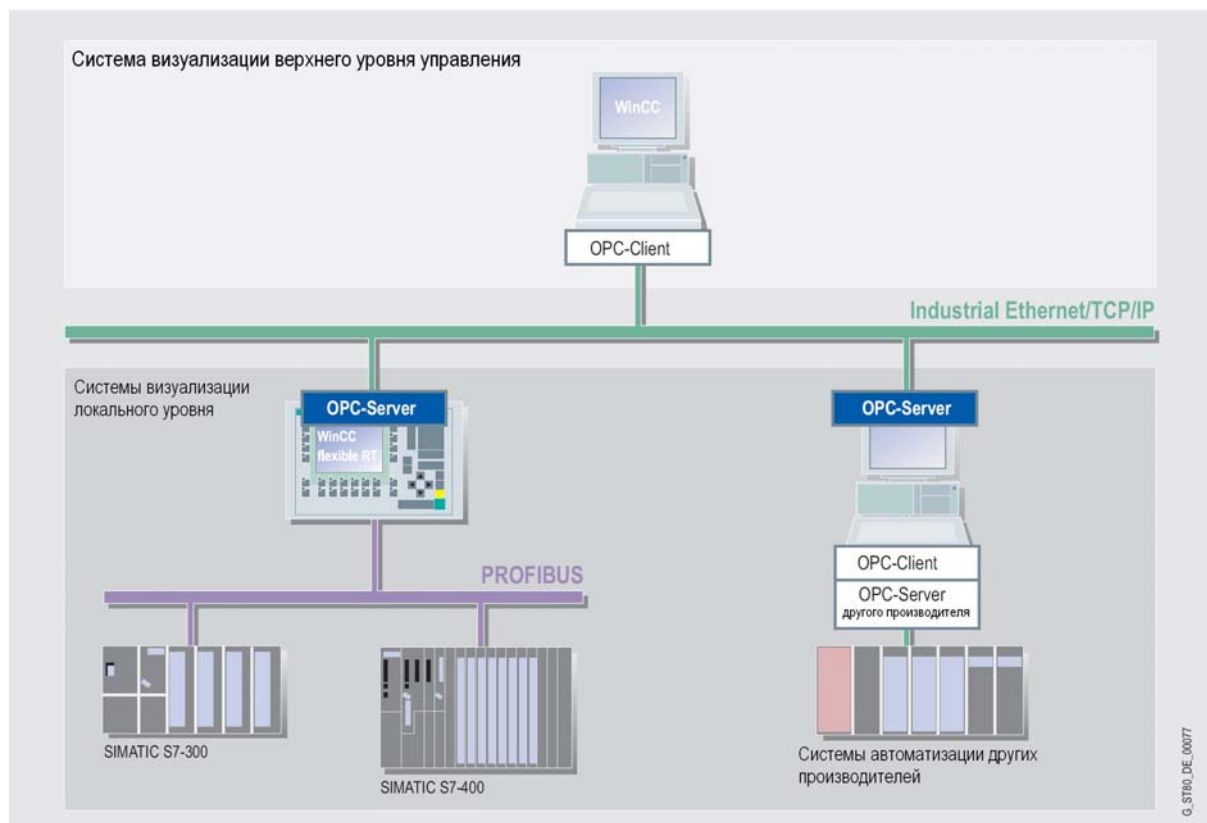 Система визуализации верхнего уровня управления
WinCC
OPC-Client
Industrial Ethernet/TCP/IP
Системы визуализации
локального уровня
OPC-Server
WinCC
flexible RT
OPC-Server
OPC-Client
OPC-Server
другого производителя
PROFIBUS
SIMATIC S7-300
SIMATIC S7-400
Системы автоматизации других
производителей
G_ST80_DE_00077